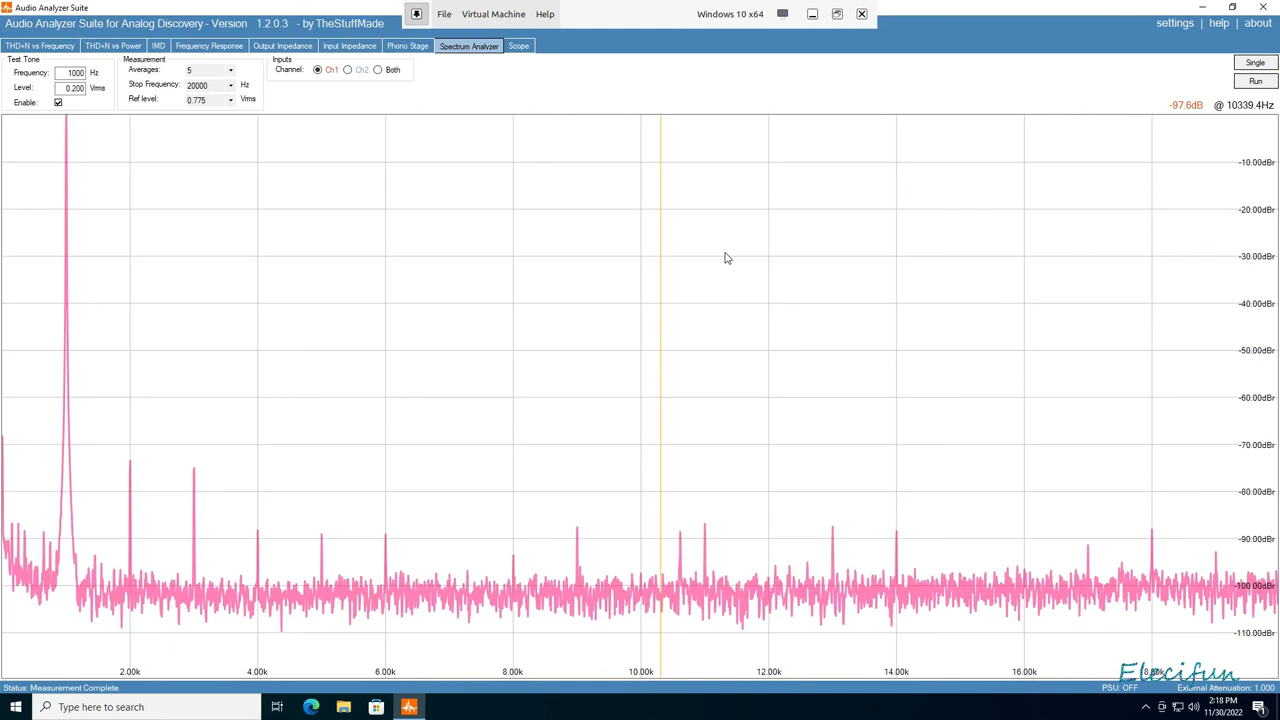 Audio Analyzer Suite
File Virtual Machine Help Windows 10 x64
Audio Analyzer Suite for Analog Discovery - Version 1.2.0.3 - by TheStuffMade
settings | help | about
THD+N vs Frequency THD+N vs Power IMD Frequency Response Output Impedance Input Impedance Phono Stage Spectrum Analyzer Scope
Test Tone Measurement Inputs
Frequency: 1000 Hz Averages: 5 Channel: Ch1 Ch2 Both Single
Level: 0.200 Vrms Stop Frequency: 20000 Hz Run
Enable: Ref level: 0.775 Vrms
-97.6dB @ 10339.4Hz
-10.00dBr
-20.00dBr
-30.00dBr
-40.00dBr
-50.00dBr
-60.00dBr
-70.00dBr
-80.00dBr
-90.00dBr
-100.00dBr
-110.00dBr
2.00k 4.00k 6.00k 8.00k 10.00k 12.00k 14.00k 16.00k
Elecifun
Status: Measurement Complete PSU: OFF External Attenuation: 1.000
Type here to search
2:18 PM
11/30/2022